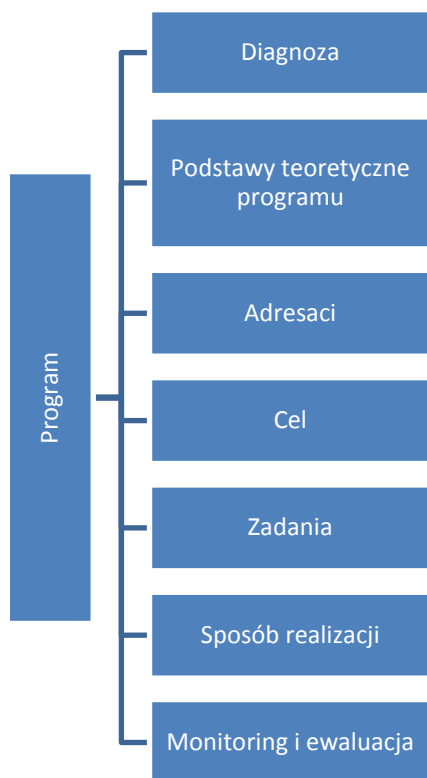 Program
Diagnoza
Podstawy teoretyczne
programu
Adresaci
Cel
Zadania
Sposób realizacji
Monitoring i ewaluacja